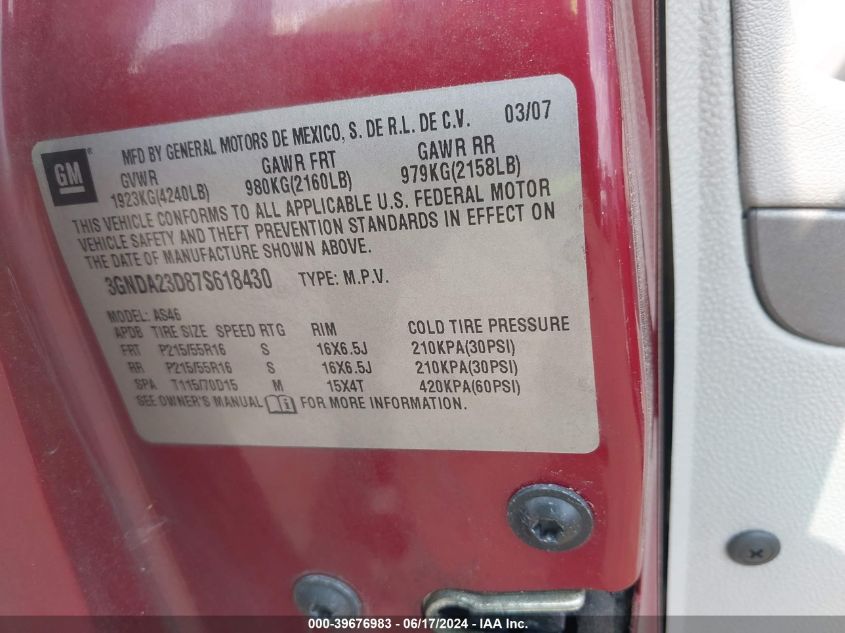 GM ®
MFD BY GENERAL MOTORS DE MEXICO, S. DE R.L. DE C.V. 03/07
GVWR GAWR FRT GAWR RR
1923KG(4240LB) 980KG(2160LB) 979KG(2158LB)
THIS VEHICLE CONFORMS TO ALL APPLICABLE U.S. FEDERAL MOTOR
VEHICLE SAFETY AND THEFT PREVENTION STANDARDS IN EFFECT ON
THE DATE OF MANUFACTURE SHOWN ABOVE.
3GNDA23D87S618430 TYPE: M.P.V.
MODEL: AS46
APDB TIRE SIZE SPEED RTG RIM COLD TIRE PRESSURE
FRT P215/55R16 S 16X6.5J 210KPA(30PSI)
RR P215/55R16 S 16X6.5J 210KPA(30PSI)
SPA T115/70D15 M 15X4T 420KPA(60PSI)
SEE OWNER'S MANUAL i FOR MORE INFORMATION.
000-39676983 - 06/17/2024 - IAA Inc.